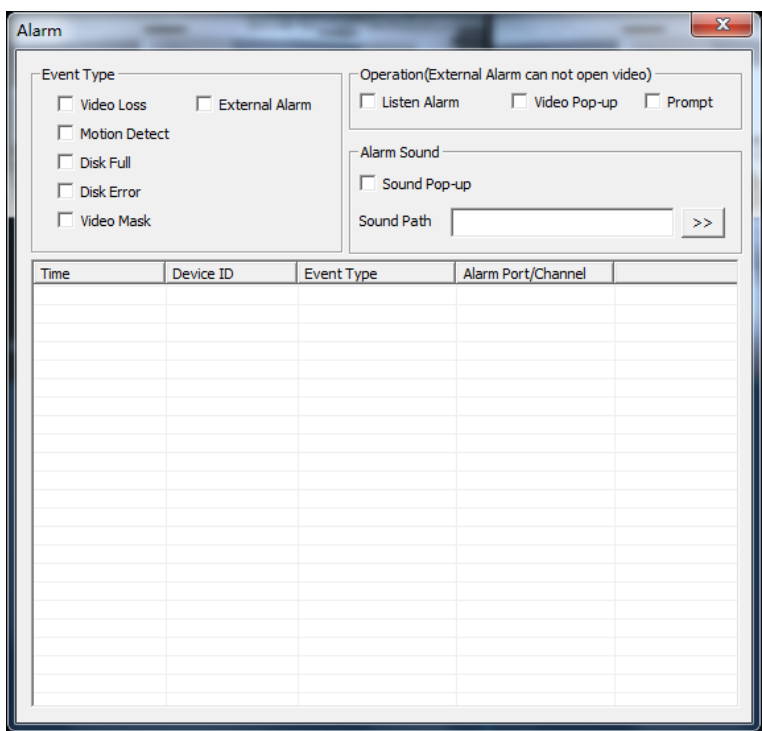 Alarm
Event Type
Video Loss
External Alarm
Motion Detect
Disk Full
Disk Error
Video Mask
Operation(External Alarm can not open video)
Listen Alarm
Video Pop-up
Prompt
Alarm Sound
Sound Pop-up
Sound Path
>>
Time
Device ID
Event Type
Alarm Port/Channel